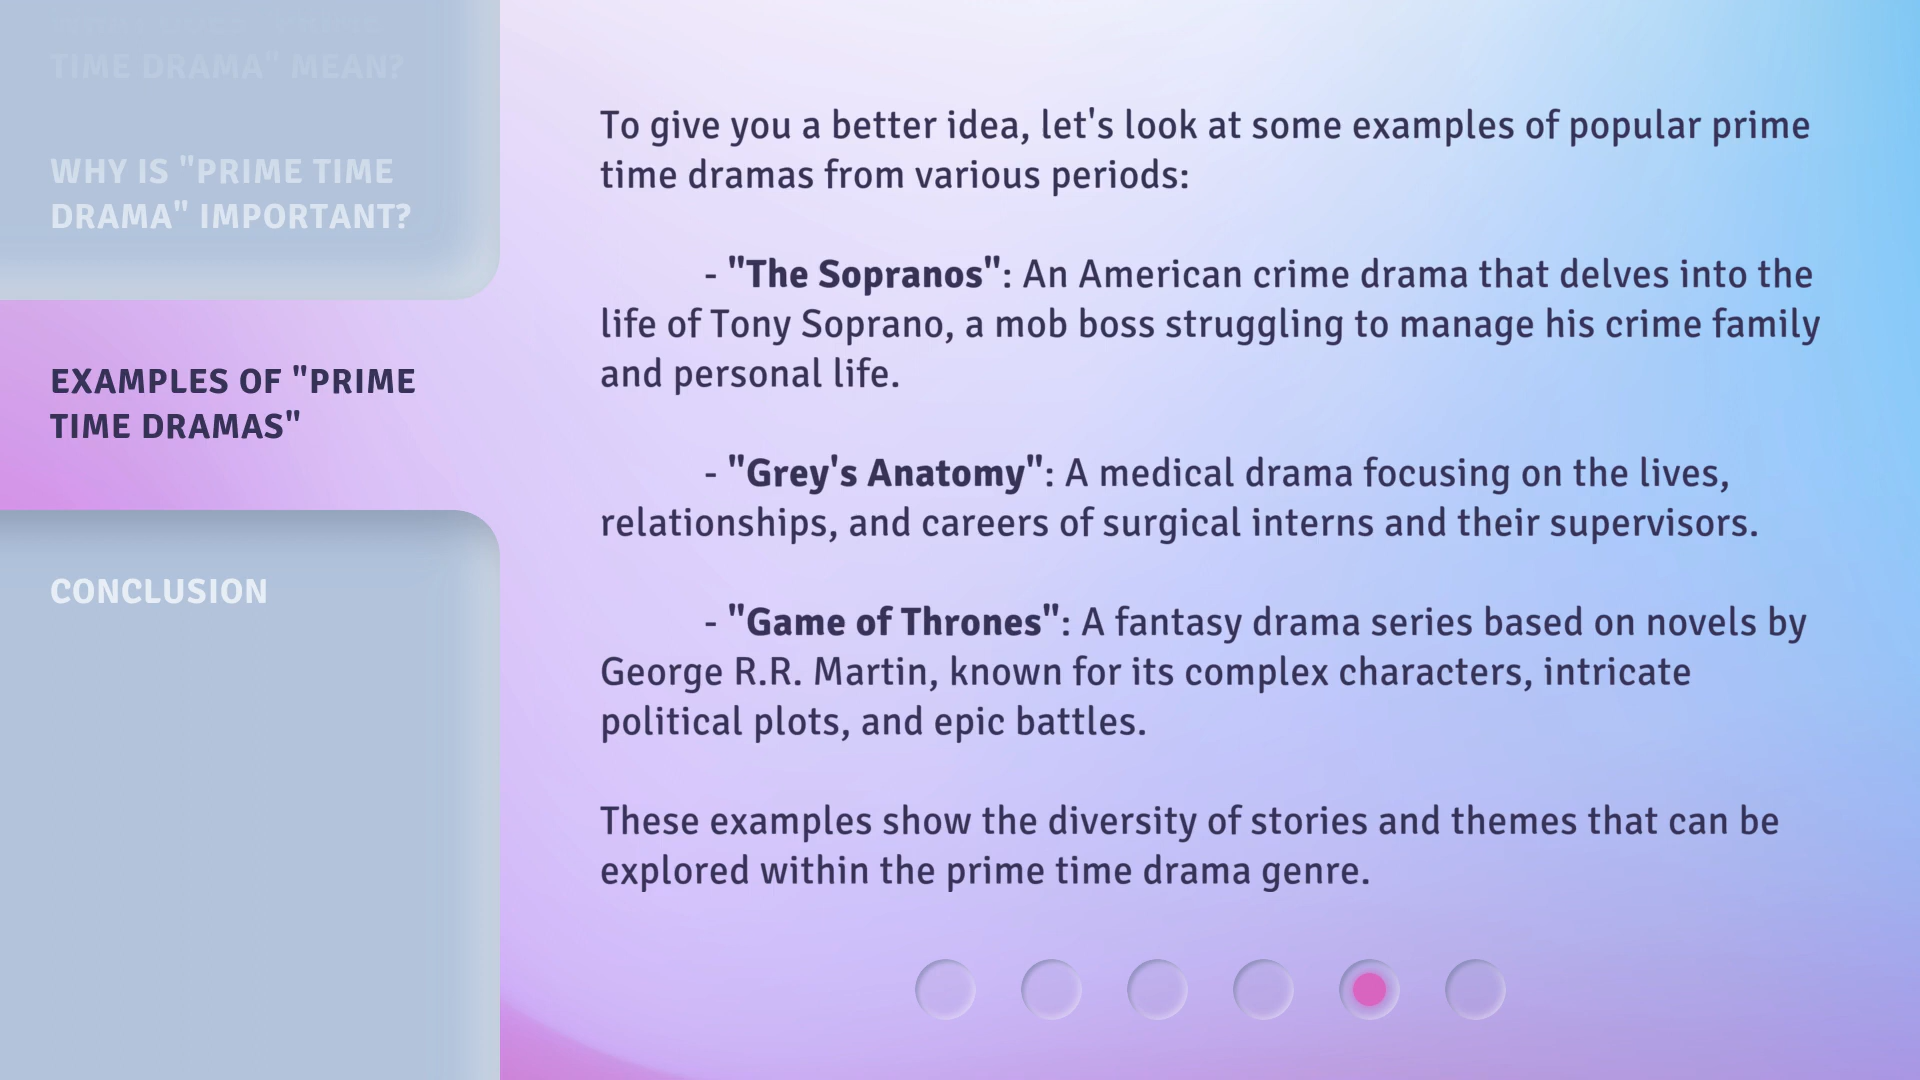 TIME DRAMA" MEAN?
WHY IS "PRIME TIME
DRAMA" IMPORTANT?
EXAMPLES OF "PRIME
TIME DRAMAS"
CONCLUSION
To give you a better idea, let's look at some examples of popular prime
time dramas from various periods:
- "The Sopranos": An American crime drama that delves into the
life of Tony Soprano, a mob boss struggling to manage his crime family
and personal life.
- "Grey's Anatomy": A medical drama focusing on the lives,
relationships, and careers of surgical interns and their supervisors.
- "Game of Thrones": A fantasy drama series based on novels by
George R.R. Martin, known for its complex characters, intricate
political plots, and epic battles.
These examples show the diversity of stories and themes that can be
explored within the prime time drama genre.